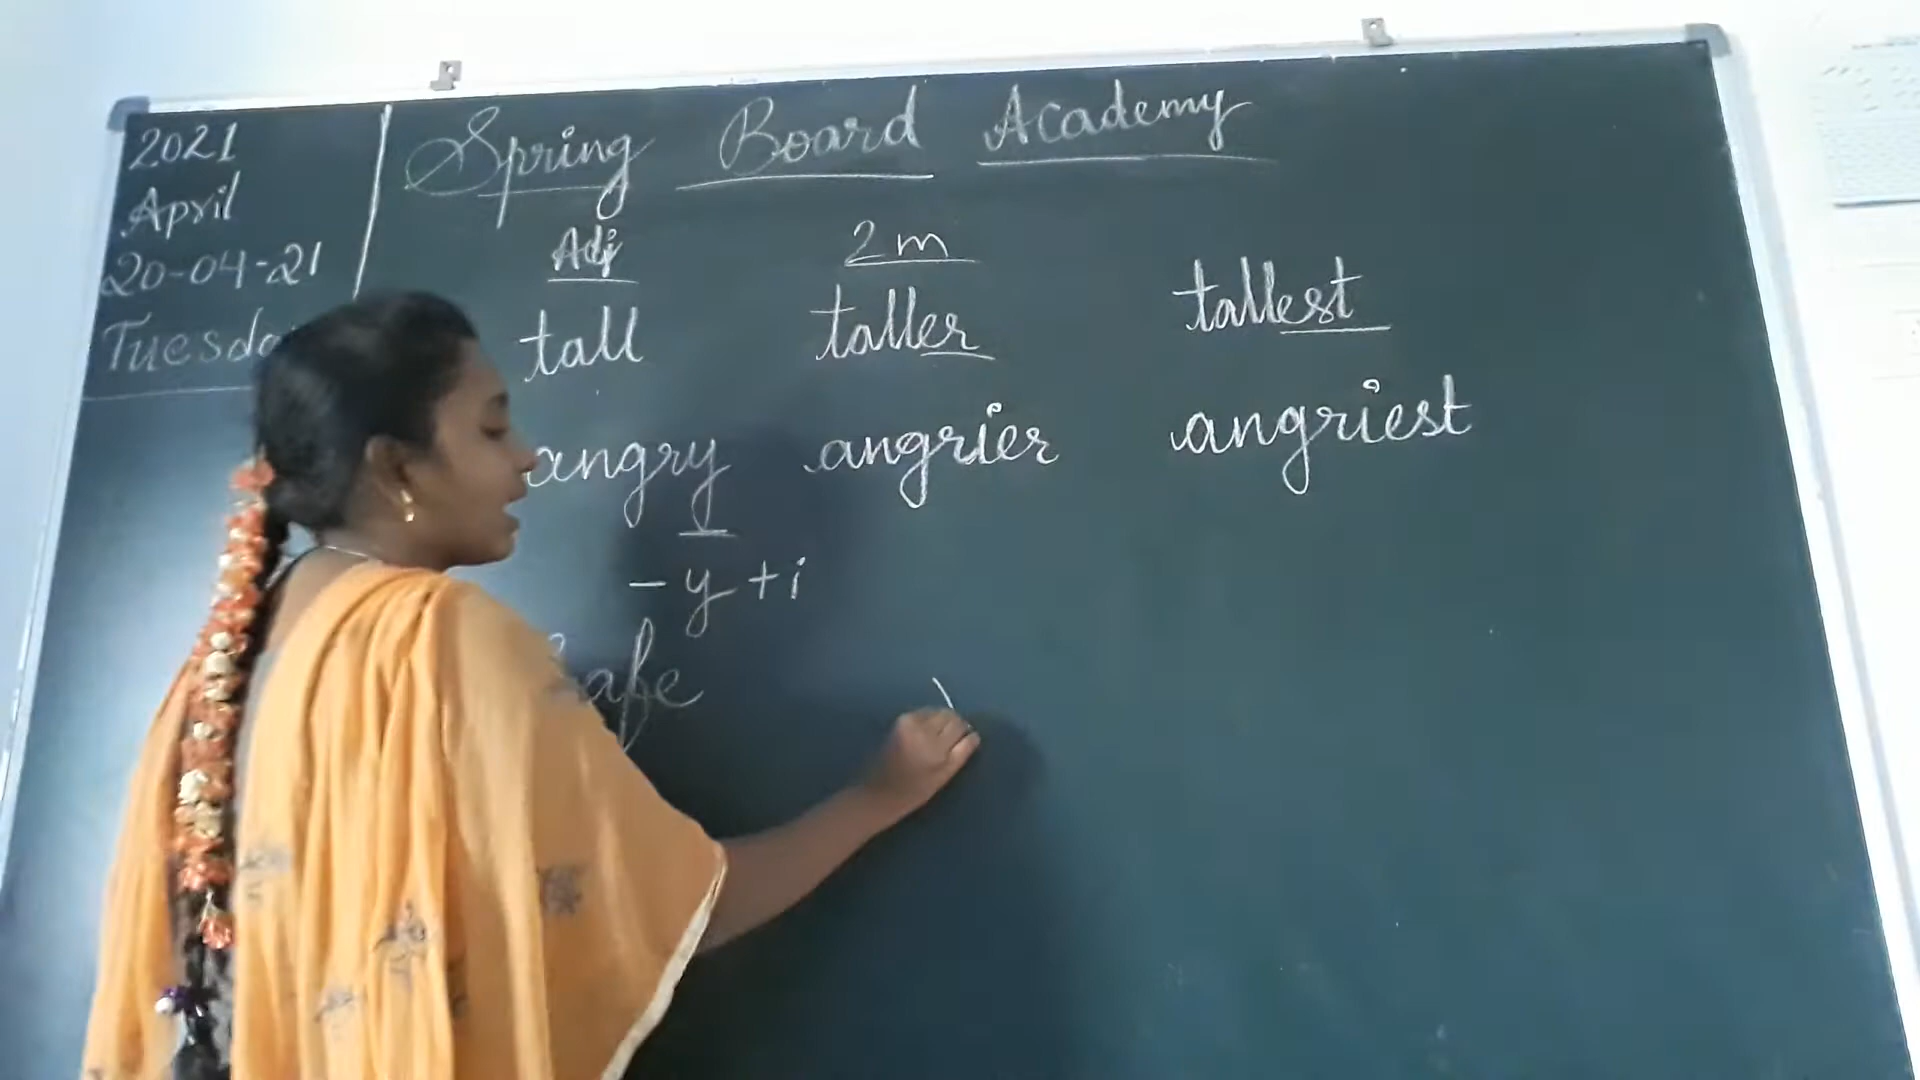 2021
April
20-04-21
Spring Board Academy
Adj 2m
tall taller tallest
angry angrier angriest
- y + i